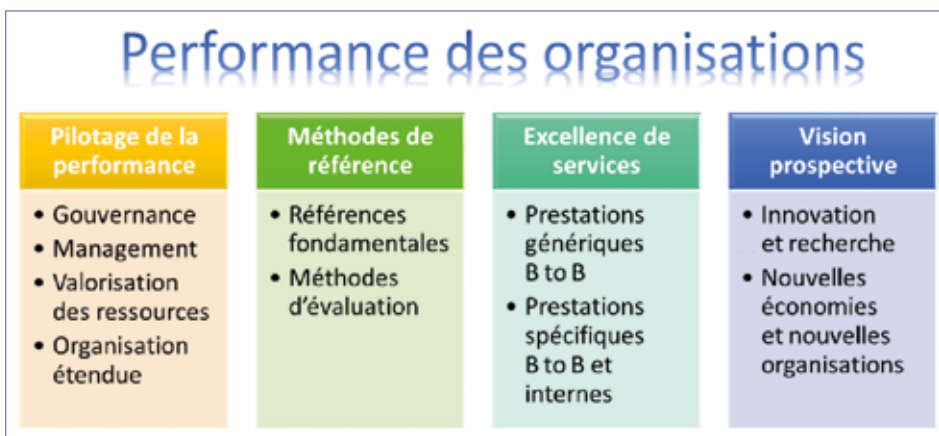 Performance des organisations
Pilotage de la
performance
• Gouvernance
• Management
• Valorisation
des ressources
• Organisation
étendue
Méthodes de
référence
• Références
fondamentales
• Méthodes
d'évaluation
Excellence de
services
• Prestations
génériques
B to B
• Prestations
spécifiques
B to B et
internes
Vision
prospective
• Innovation
et recherche
• Nouvelles
économies
et nouvelles
organisations